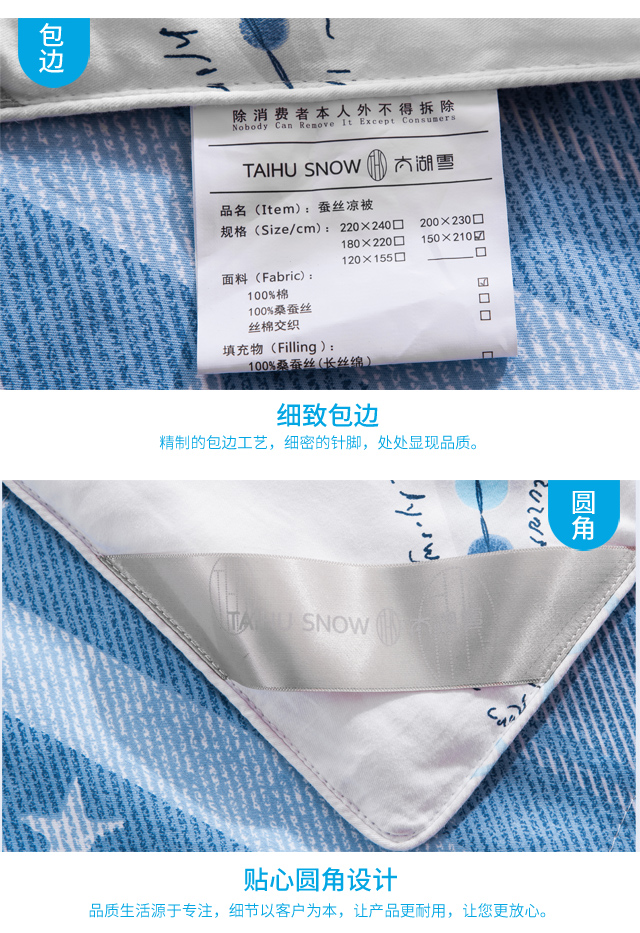 包边
除消费者本人外不得拆除
Nobody Can Remove It Except Consumers
TAIHU SNOW 太湖雪
品名（Item）：蚕丝凉被
规格（Size/cm）：220×240□ 200×230□
180×220□ 150×210☑
120×155□ ______□
面料（Fabric）：
100%棉 ☑
100%桑蚕丝 □
丝棉交织 □
填充物（Filling）：
100%桑蚕丝(长丝绵) □
细致包边
精制的包边工艺，细密的针脚，处处显现品质。
圆角
TAIHU SNOW 太湖雪
贴心圆角设计
品质生活源于专注，细节以客户为本，让产品更耐用，让您更放心。